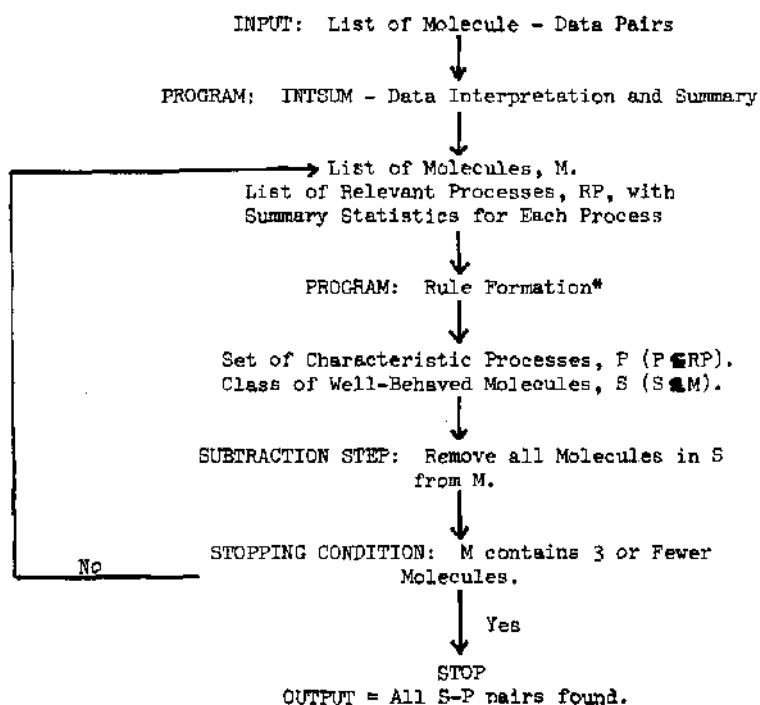 INPUT: List of Molecule - Data Pairs
PROGRAM: INTSUM - Data Interpretation and Summary
List of Molecules, M.
List of Relevant Processes, RP, with
Summary Statistics for Each Process
PROGRAM: Rule Formation*
Set of Characteristic Processes, P (P RP).
Class of Well-Behaved Molecules, S (S M).
SUBTRACTION STEP: Remove all Molecules in S
from M.
STOPPING CONDITION: M contains 3 or Fewer
Molecules.
No
Yes
STOP
OUTPUT = All S-P pairs found.